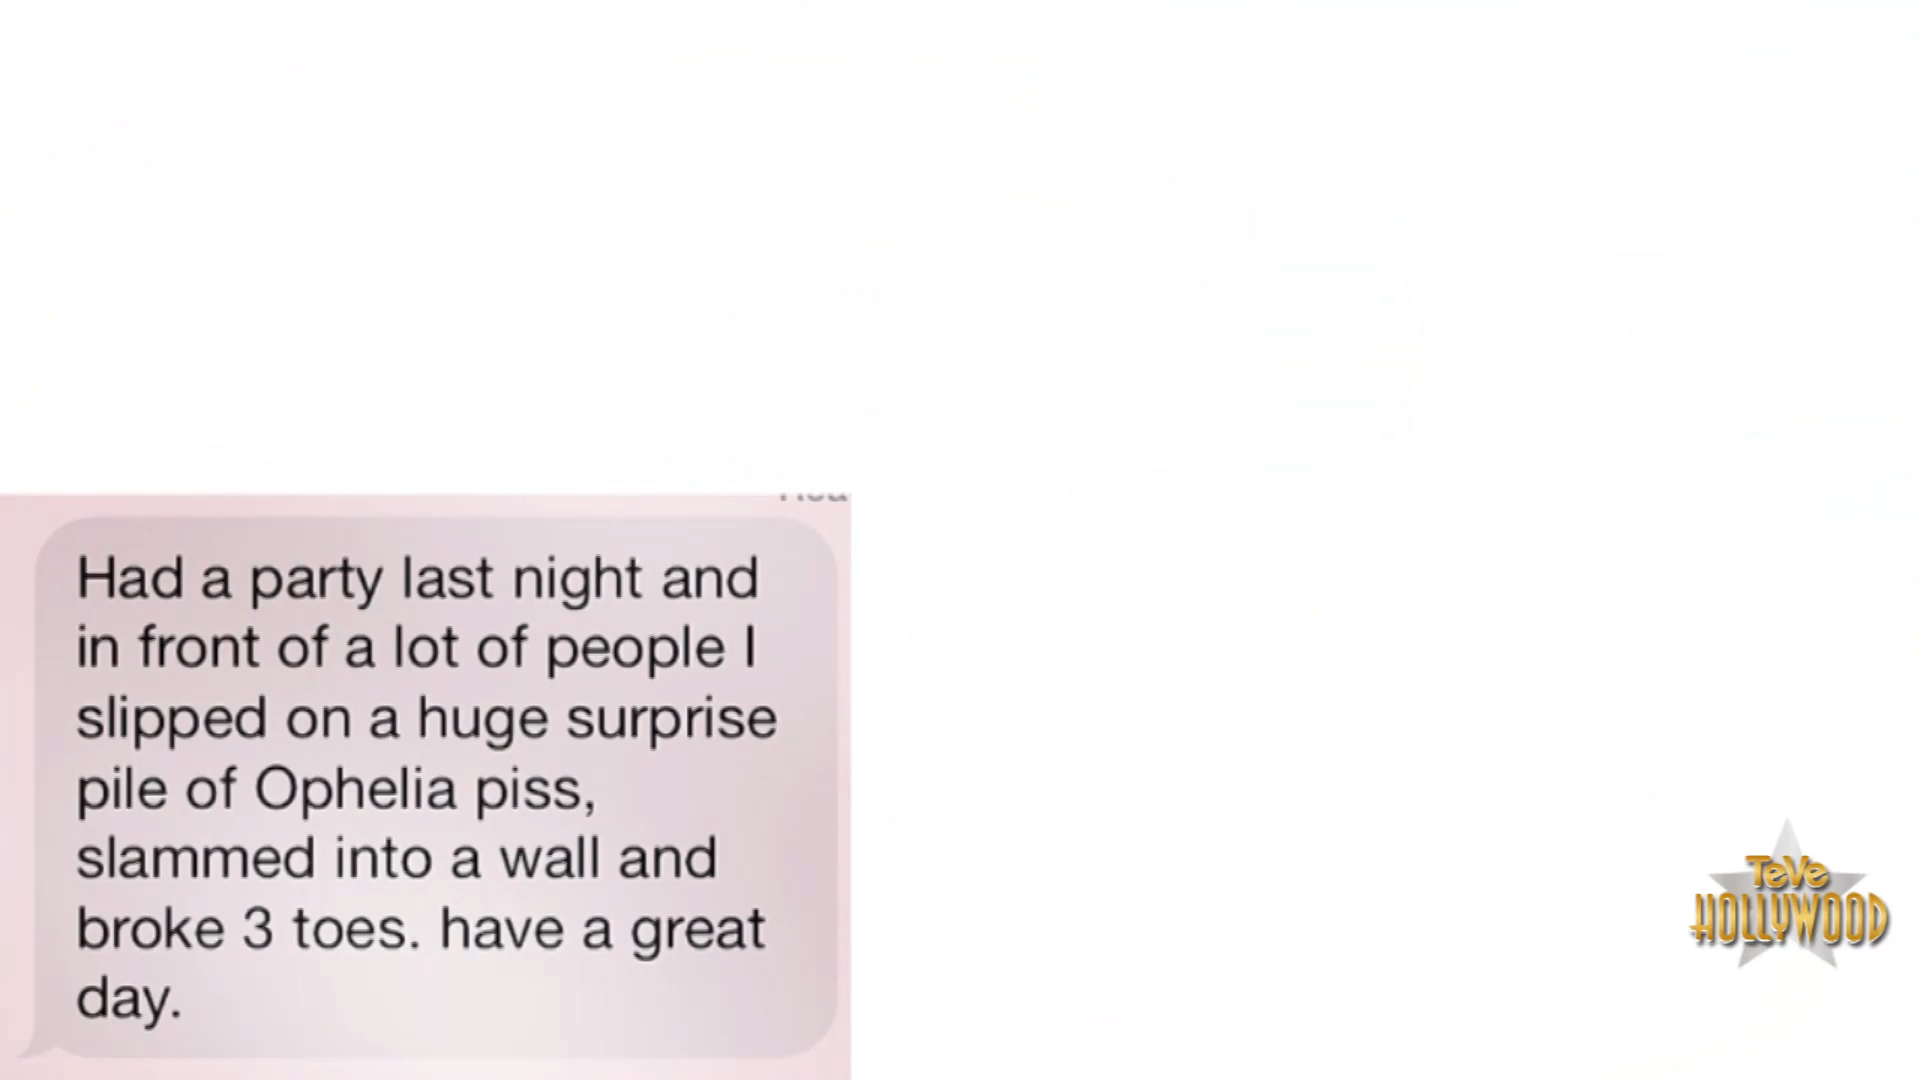 Had a party last night and
in front of a lot of people I
slipped on a huge surprise
pile of Ophelia piss,
slammed into a wall and
broke 3 toes. have a great
day.
TeVe
HOLLYWOOD